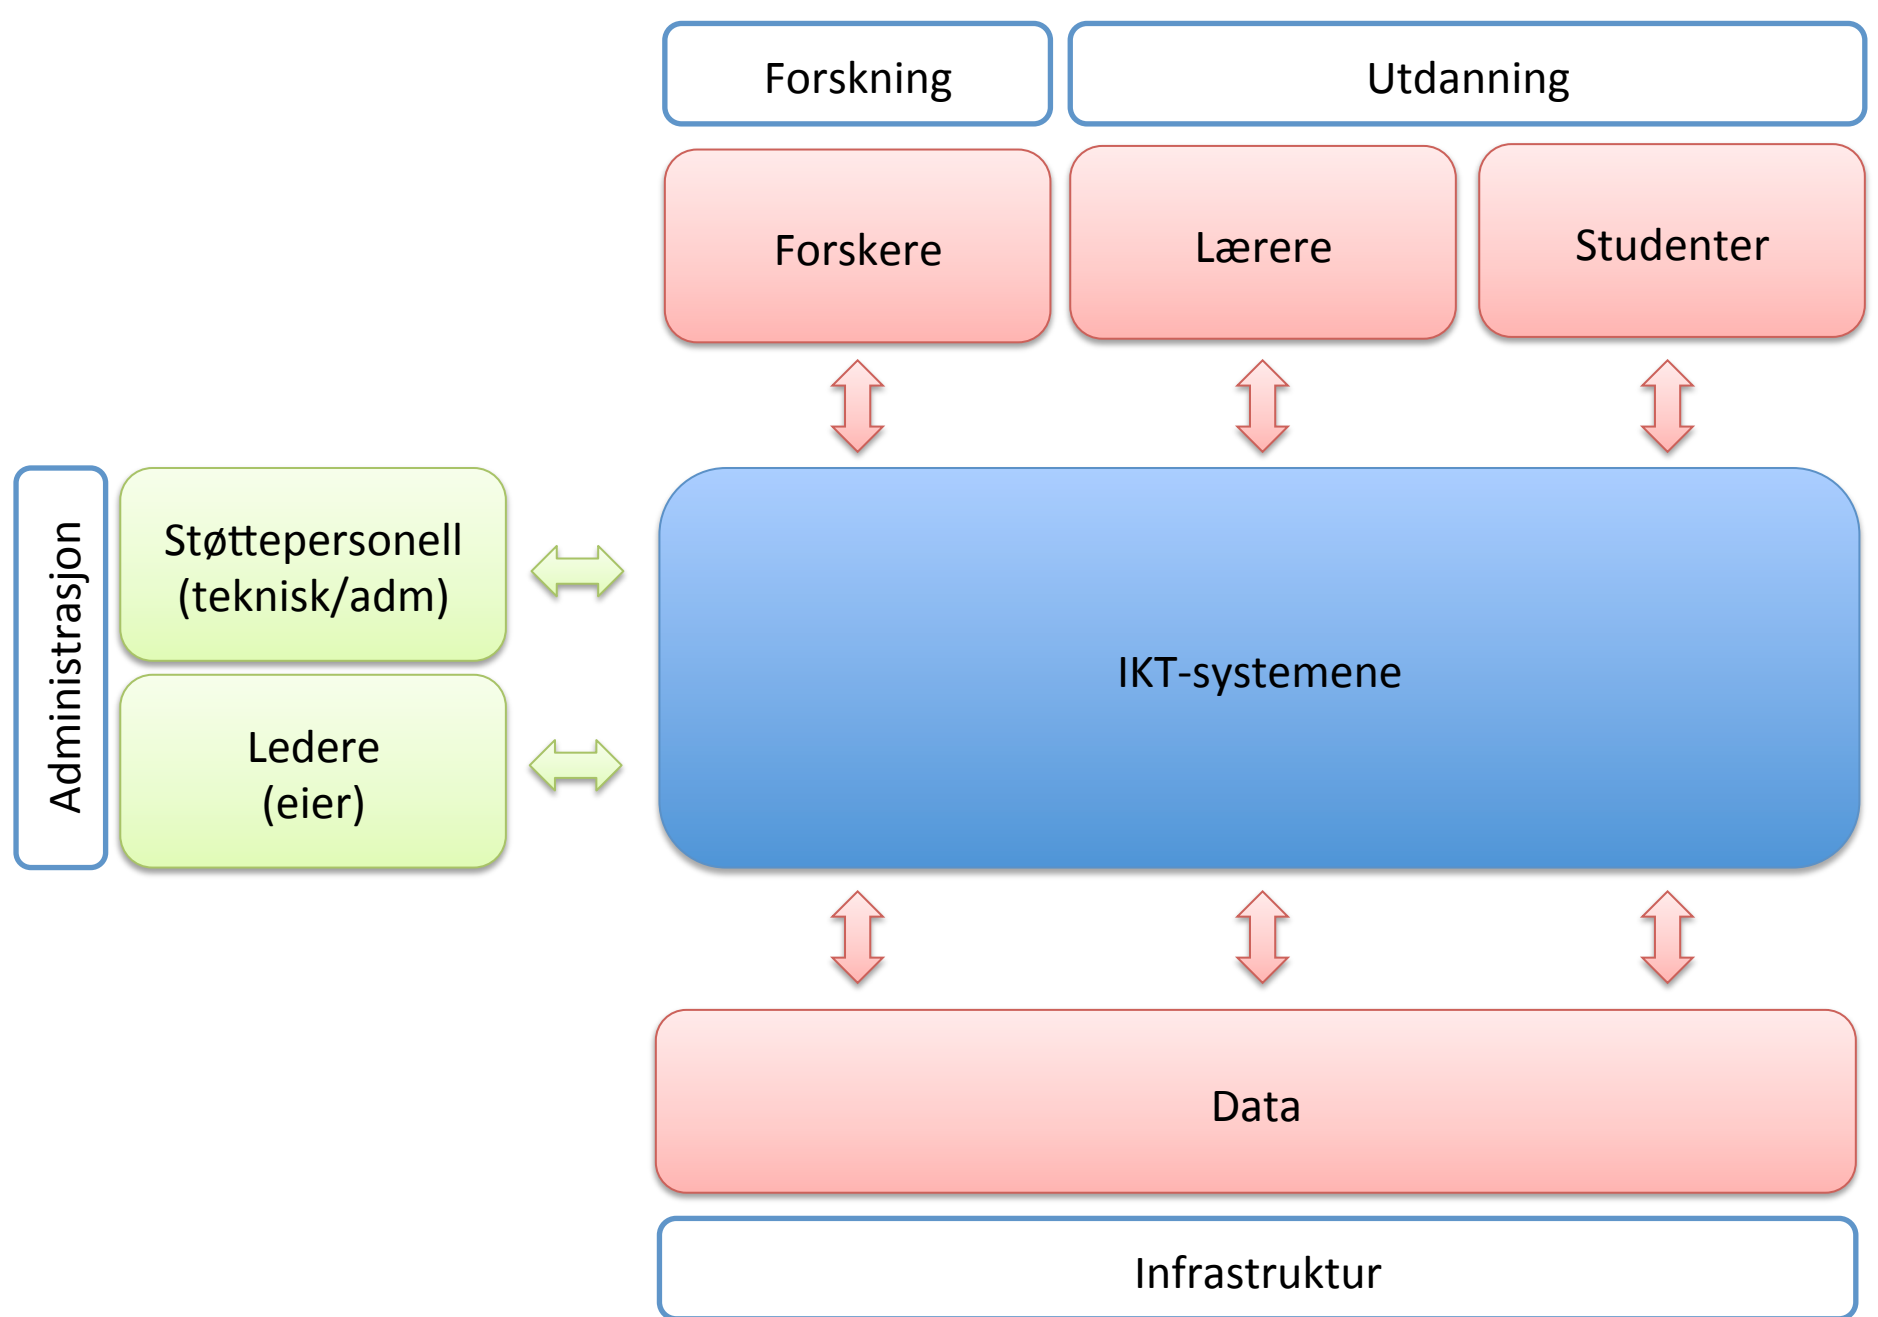 Forskning
Utdanning
Forskere
Lærere
Studenter
Administrasjon
Støttepersonell
(teknisk/adm)
Ledere
(eier)
IKT-systemene
Data
Infrastruktur